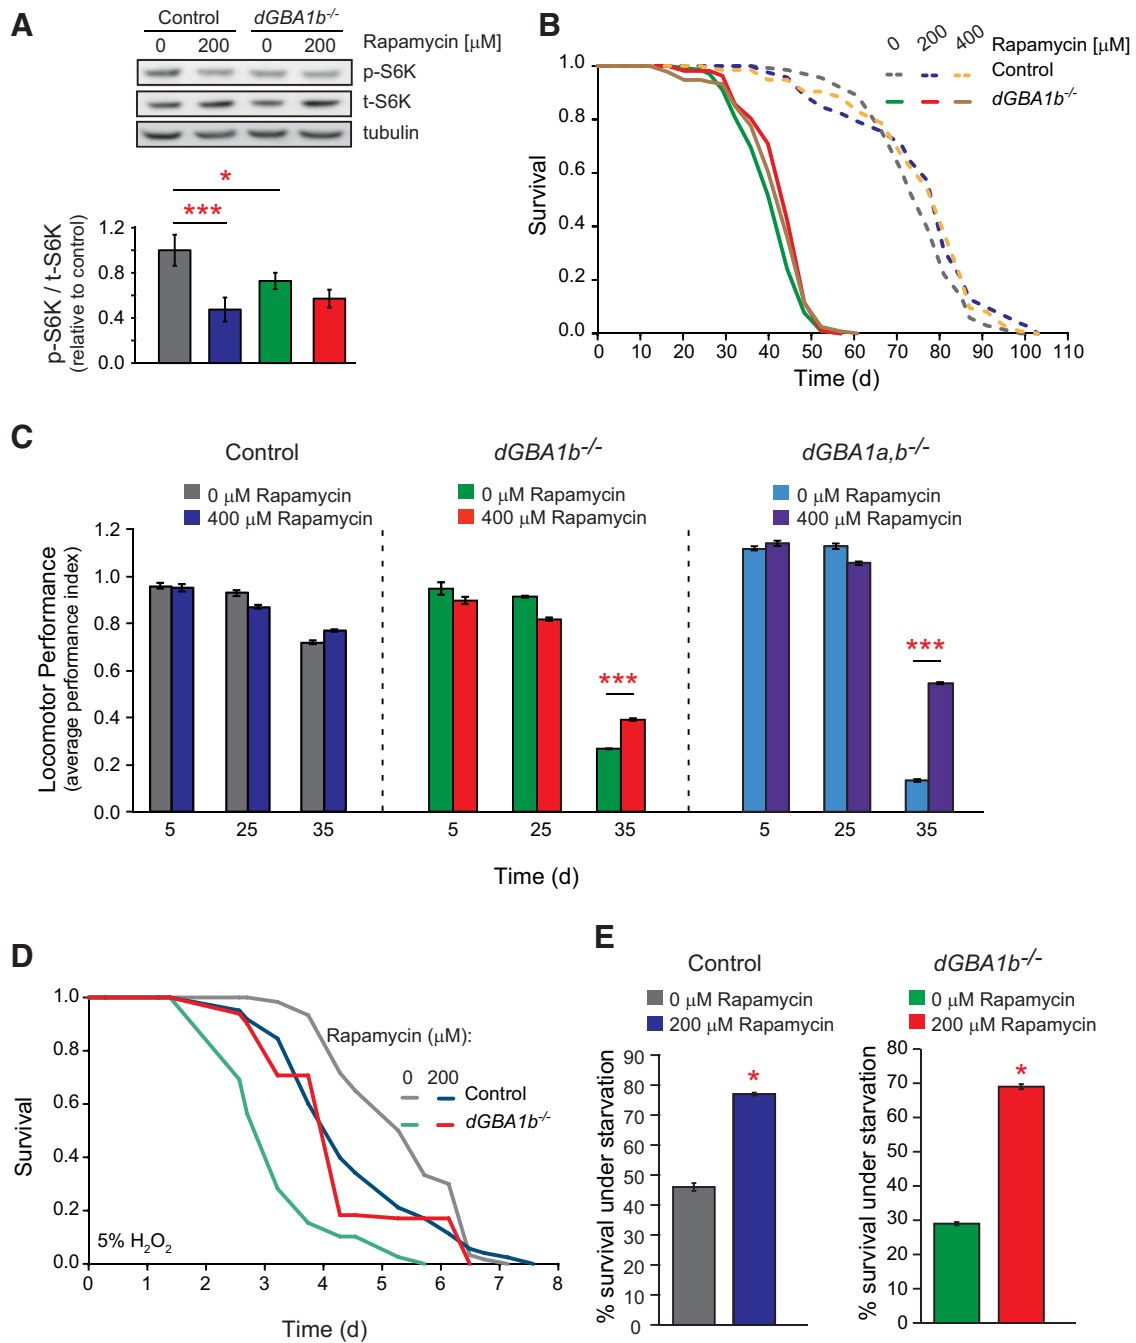 A
Control dGBA1b-/-
0 200 0 200 Rapamycin [µM]
p-S6K
t-S6K
tubulin
*
***
p-S6K / t-S6K
(relative to control)
1.2
0.8
0.4
0.0
B
0 200 400 Rapamycin [µM]
Control
dGBA1b-/-
Survival
1.0
0.8
0.6
0.4
0.2
0.0
0 10 20 30 40 50 60 70 80 90 100 110
Time (d)
C
Control dGBA1b-/- dGBA1a,b-/-
0 µM Rapamycin 0 µM Rapamycin 0 µM Rapamycin
400 µM Rapamycin 400 µM Rapamycin 400 µM Rapamycin
Locomotor Performance
(average performance index)
1.2
1.0
0.8
0.6
0.4
0.2
0.0
*** ***
5 25 35 5 25 35 5 25 35
Time (d)
D
Survival
1.0
0.8
0.6
0.4
0.2
0.0
Rapamycin (µM):
0 200
Control
dGBA1b-/-
5% H2O2
0 1 2 3 4 5 6 7 8
Time (d)
E
Control
0 µM Rapamycin
200 µM Rapamycin
% survival under starvation
90
80
70
60
50
40
30
20
10
0
*
dGBA1b-/-
0 µM Rapamycin
200 µM Rapamycin
% survival under starvation
80
70
60
50
40
30
20
10
0
*